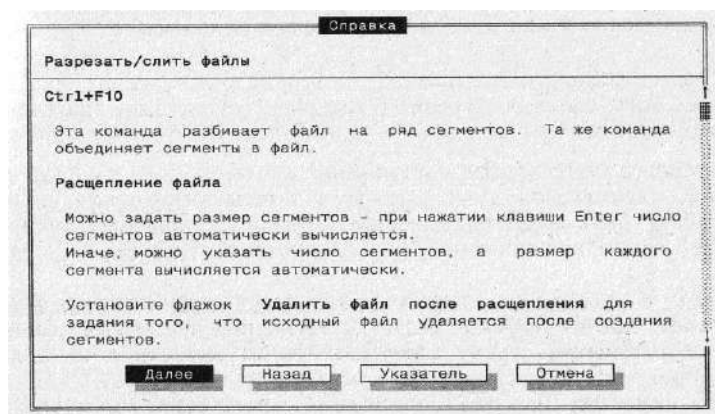 Справка
Разрезать/слить файлы
Ctrl+F10
Эта команда разбивает файл на ряд сегментов. Та же команда
объединяет сегменты в файл.
Расщепление файла
Можно задать размер сегментов - при нажатии клавиши Enter число
сегментов автоматически вычисляется.
Иначе, можно указать число сегментов, а размер каждого
сегмента вычисляется автоматически.
Установите флажок Удалить файл после расщепления для
задания того, что исходный файл удаляется после создания
сегментов.
Далее Назад Указатель Отмена